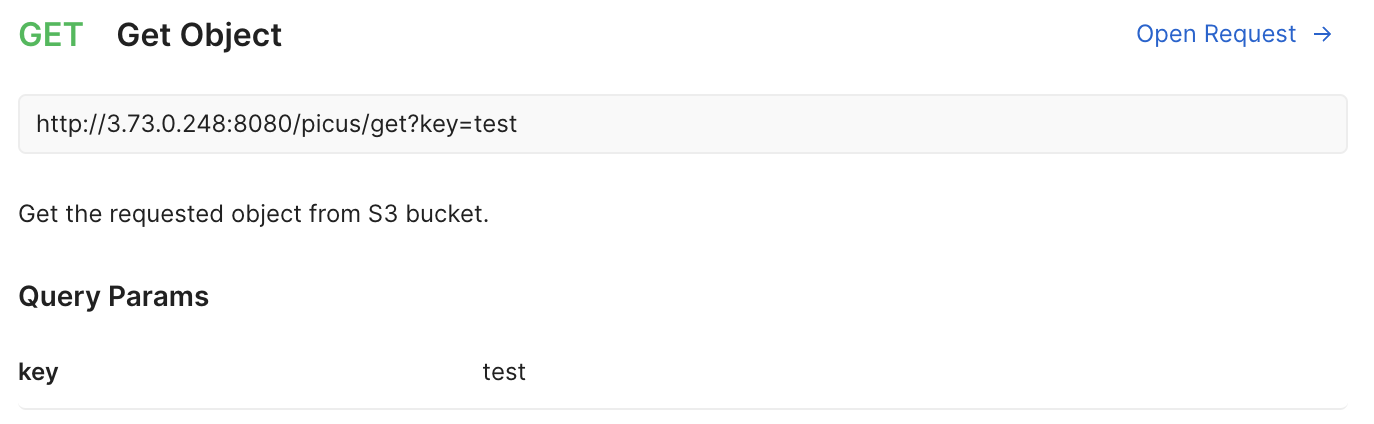 GET Get Object Open Request →
http://3.73.0.248:8080/picus/get?key=test
Get the requested object from S3 bucket.
Query Params
key test